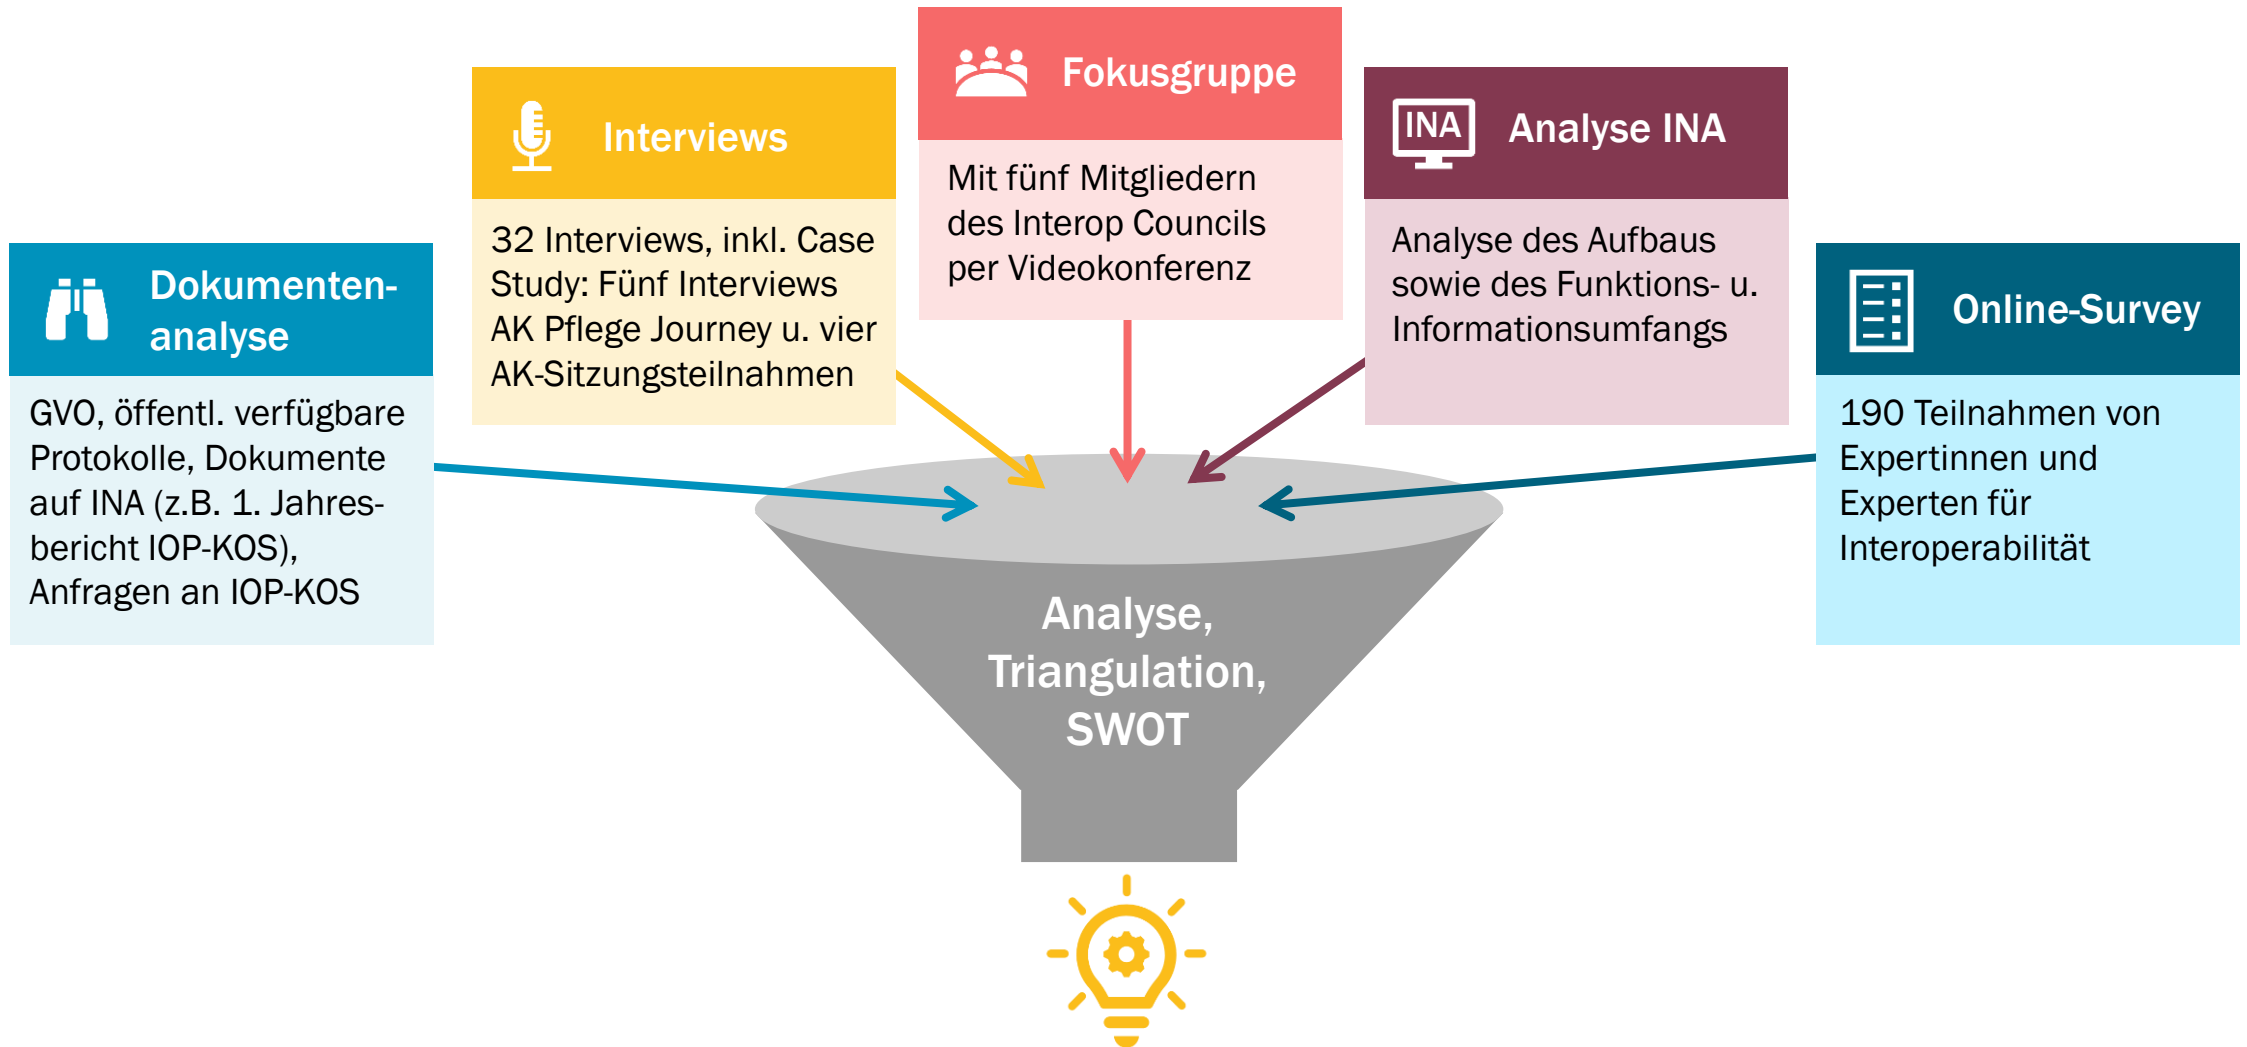 Dokumenten-
analyse
GVO, öffentl. verfügbare
Protokolle, Dokumente
auf INA (z.B. 1. Jahres-
bericht IOP-KOS),
Anfragen an IOP-KOS
Interviews
32 Interviews, inkl. Case
Study: Fünf Interviews
AK Pflege Journey u. vier
AK-Sitzungsteilnahmen
Fokusgruppe
Mit fünf Mitgliedern
des Interop Councils
per Videokonferenz
INA
Analyse INA
Analyse des Aufbaus
sowie des Funktions- u.
Informationsumfangs
Online-Survey
190 Teilnahmen von
Expertinnen und
Experten für
Interoperabilität
Analyse,
Triangulation,
SWOT